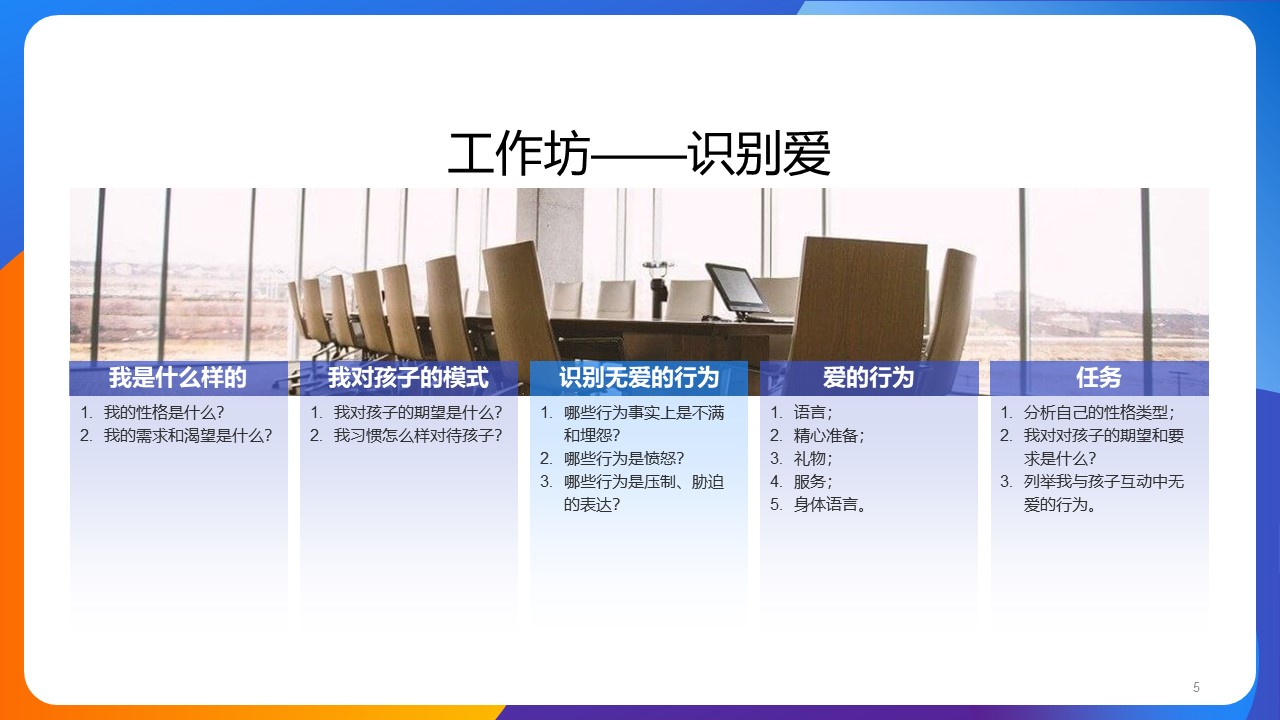 工作坊——识别爱
我是什么样的
1. 我的性格是什么?
2. 我的需求和渴望是什么?
我对孩子的模式
1. 我对孩子的期望是什么?
2. 我习惯怎么样对待孩子?
识别无爱的行为
1. 哪些行为事实上是不满
和埋怨?
2. 哪些行为是愤怒?
3. 哪些行为是压制、胁迫
的表达?
爱的行为
1. 语言;
2. 精心准备;
3. 礼物;
4. 服务;
5. 身体语言。
任务
1. 分析自己的性格类型;
2. 我对对孩子的期望和要
求是什么?
3. 列举我与孩子互动中无
爱的行为。
5